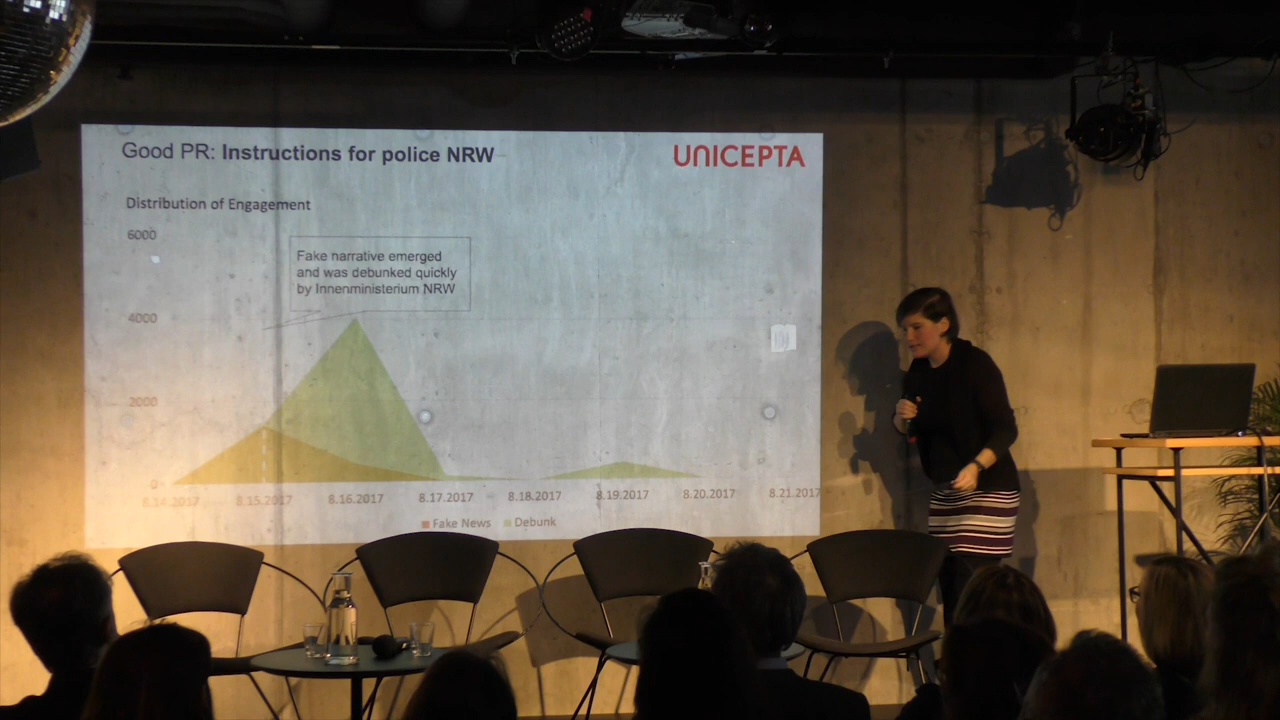 Good PR: Instructions for police NRW
UNICEPTA
Distribution of Engagement
6000
Fake narrative emerged
and was debunked quickly
by Innenministerium NRW
4000
2000
0
8.14.2017 8.15.2017 8.16.2017 8.17.2017 8.18.2017 8.19.2017 8.20.2017 8.21.2017
Fake News Debunk